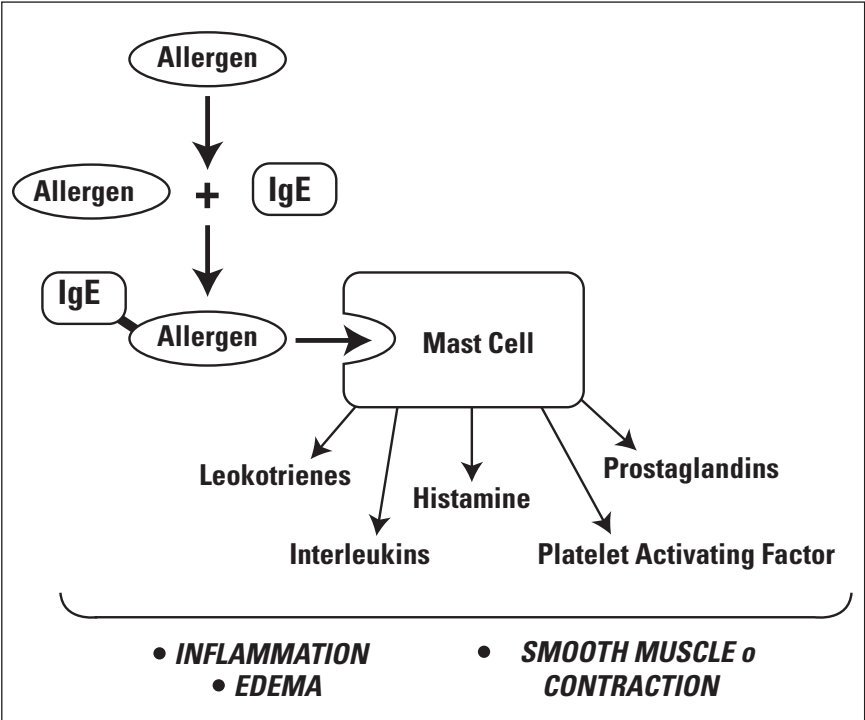 Allergen
Allergen + IgE
IgE
Allergen
Mast Cell
Leokotrienes
Prostaglandins
Histamine
Interleukins
Platelet Activating Factor
• INFLAMMATION
• EDEMA
• SMOOTH MUSCLE o
CONTRACTION